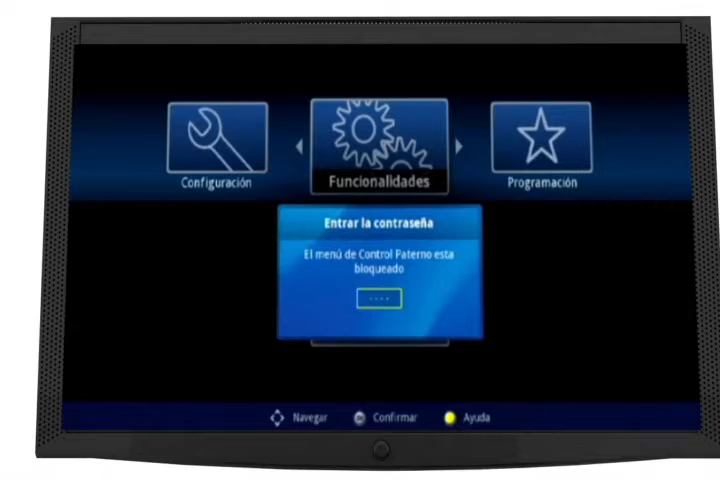 Configuración
Funcionalidades
Programación
Entrar la contraseña
El menú de Control Paterno esta
bloqueado
----
Navegar
Confirmar
Ayuda